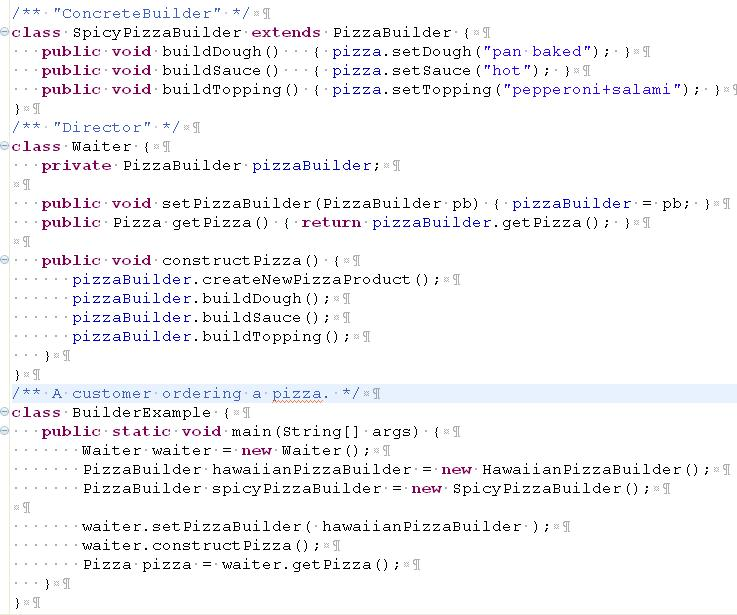 /** "ConcreteBuilder" */
class SpicyPizzaBuilder extends PizzaBuilder {
   public void buildDough()   { pizza.setDough("pan baked"); }
   public void buildSauce()   { pizza.setSauce("hot"); }
   public void buildTopping() { pizza.setTopping("pepperoni+salami"); }
}
/** "Director" */
class Waiter {
   private PizzaBuilder pizzaBuilder;

   public void setPizzaBuilder(PizzaBuilder pb) { pizzaBuilder = pb; }
   public Pizza getPizza() { return pizzaBuilder.getPizza(); }

   public void constructPizza() {
      pizzaBuilder.createNewPizzaProduct();
      pizzaBuilder.buildDough();
      pizzaBuilder.buildSauce();
      pizzaBuilder.buildTopping();
   }
}
/** A customer ordering a pizza. */
class BuilderExample {
   public static void main(String[] args) {
       Waiter waiter = new Waiter();
       PizzaBuilder hawaiianPizzaBuilder = new HawaiianPizzaBuilder();
       PizzaBuilder spicyPizzaBuilder = new SpicyPizzaBuilder();

       waiter.setPizzaBuilder( hawaiianPizzaBuilder );
       waiter.constructPizza();
       Pizza pizza = waiter.getPizza();
   }
}